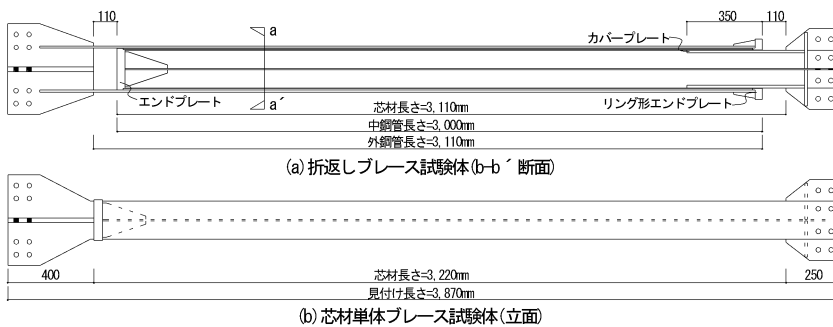 110
a
350
110
カバープレート
エンドプレート
a´
リング形エンドプレート
芯材長さ=3,110mm
中鋼管長さ=3,000mm
外鋼管長さ=3,110mm
(a)折返しブレース試験体(b-b´断面)
400
芯材長さ=3,220mm
250
見付け長さ=3,870mm
(b)芯材単体ブレース試験体(立面)